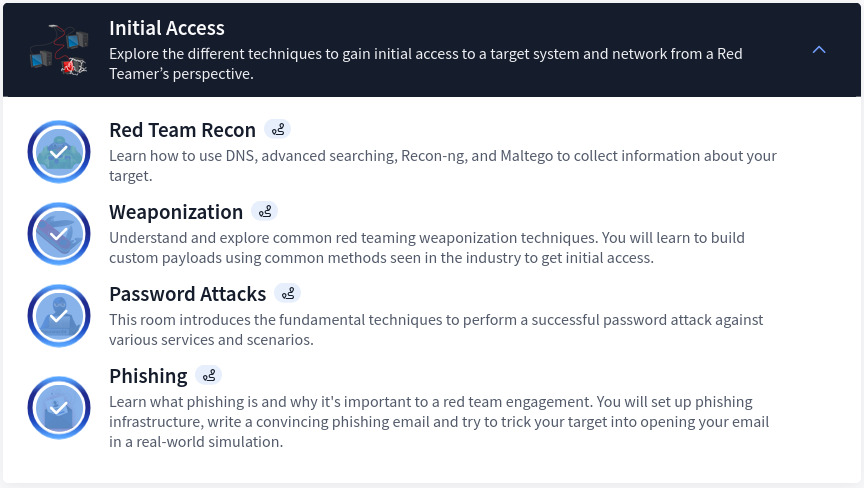 Initial Access
Explore the different techniques to gain initial access to a target system and network from a Red
Teamer’s perspective.
Red Team Recon
Learn how to use DNS, advanced searching, Recon-ng, and Maltego to collect information about your
target.
Weaponization
Understand and explore common red teaming weaponization techniques. You will learn to build
custom payloads using common methods seen in the industry to get initial access.
Password Attacks
This room introduces the fundamental techniques to perform a successful password attack against
various services and scenarios.
Phishing
Learn what phishing is and why it's important to a red team engagement. You will set up phishing
infrastructure, write a convincing phishing email and try to trick your target into opening your email
in a real-world simulation.